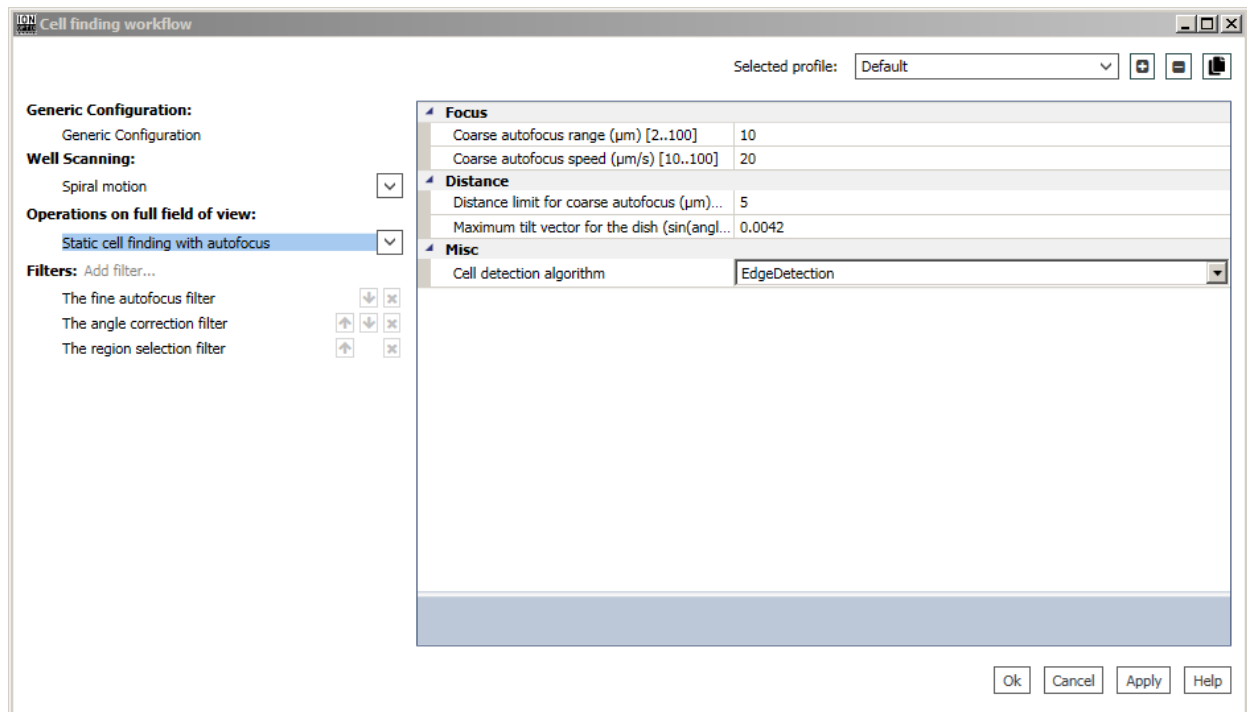 ION
OPTIX
Cell finding workflow
Selected profile: Default
Generic Configuration:
Generic Configuration
Well Scanning:
Spiral motion
Operations on full field of view:
Static cell finding with autofocus
Filters: Add filter...
The fine autofocus filter
The angle correction filter
The region selection filter
Focus
Coarse autofocus range (µm) [2..100] 10
Coarse autofocus speed (µm/s) [10..100] 20
Distance
Distance limit for coarse autofocus (µm)... 5
Maximum tilt vector for the dish (sin(angl... 0.0042
Misc
Cell detection algorithm EdgeDetection
Ok Cancel Apply Help